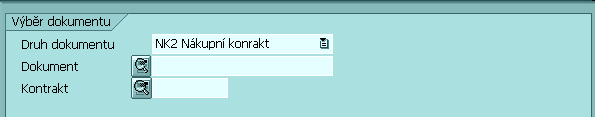 Výběr dokumentu
Druh dokumentu NK2 Nákupní konrakt
Dokument
Kontrakt